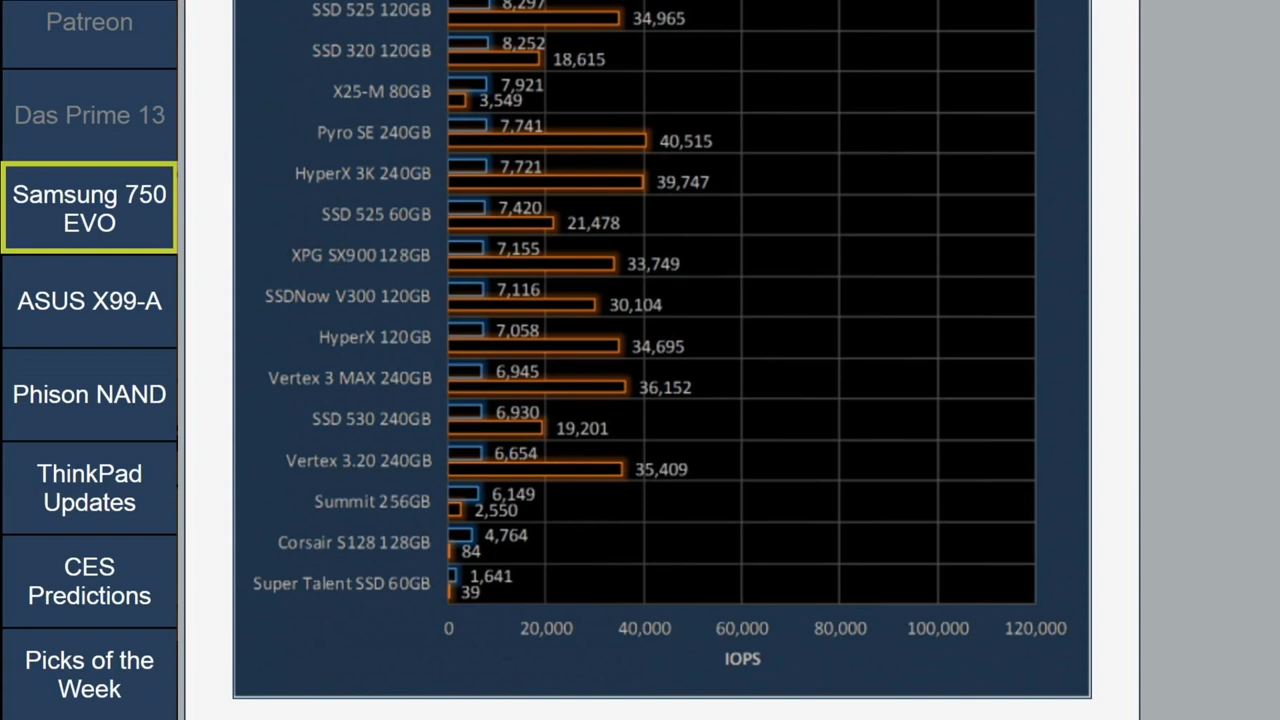 Patreon
Das Prime 13
Samsung 750
EVO
ASUS X99-A
Phison NAND
ThinkPad
Updates
CES
Predictions
Picks of the
Week
SSD 525 120GB 8,297
34,965
SSD 320 120GB 8,252
18,615
X25-M 80GB 7,921
3,549
Pyro SE 240GB 7,741
40,515
HyperX 3K 240GB 7,721
39,747
SSD 525 60GB 7,420
21,478
XPG SX900 128GB 7,155
33,749
SSDNow V300 120GB 7,116
30,104
HyperX 120GB 7,058
34,695
Vertex 3 MAX 240GB 6,945
36,152
SSD 530 240GB 6,930
19,201
Vertex 3.20 240GB 6,654
35,409
Summit 256GB 6,149
2,550
Corsair S128 128GB 4,764
84
Super Talent SSD 60GB 1,641
39
0 20,000 40,000 60,000 80,000 100,000 120,000
IOPS